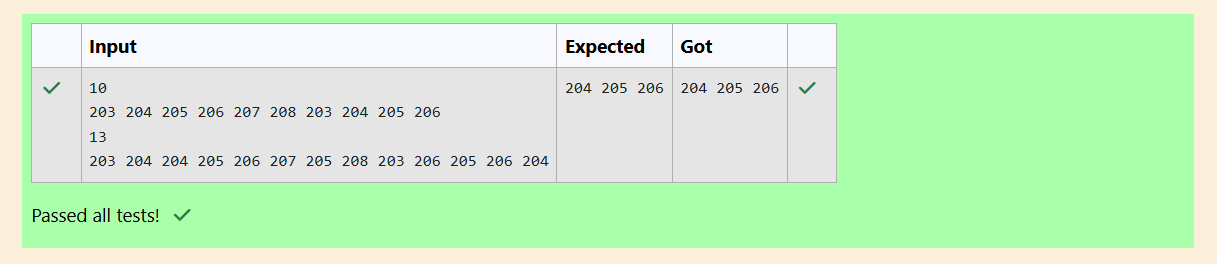 Input Expected Got
10 204 205 206 204 205 206
203 204 205 206 207 208 203 204 205 206
13
203 204 204 205 206 207 205 208 203 206 205 206 204
Passed all tests!